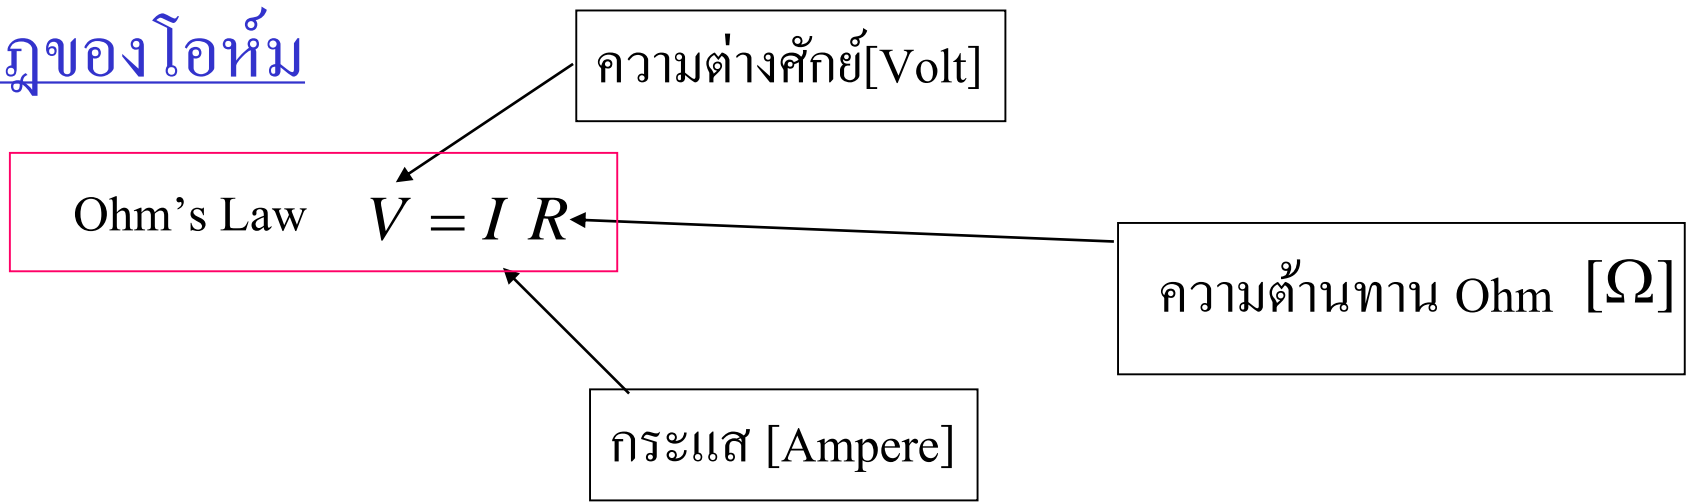 ฎของโอห์ม
ความต่างศักย์[Volt]
Ohm’s Law V = I R
ความต้านทาน Ohm [Ω]
กระแส [Ampere]